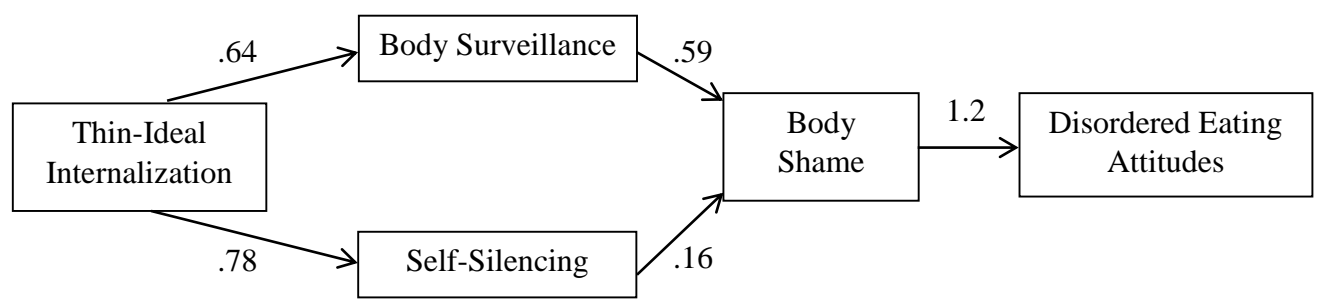 .64
Body Surveillance
.59
Thin-Ideal
Internalization
Body
Shame
1.2
Disordered Eating
Attitudes
.78
Self-Silencing
.16